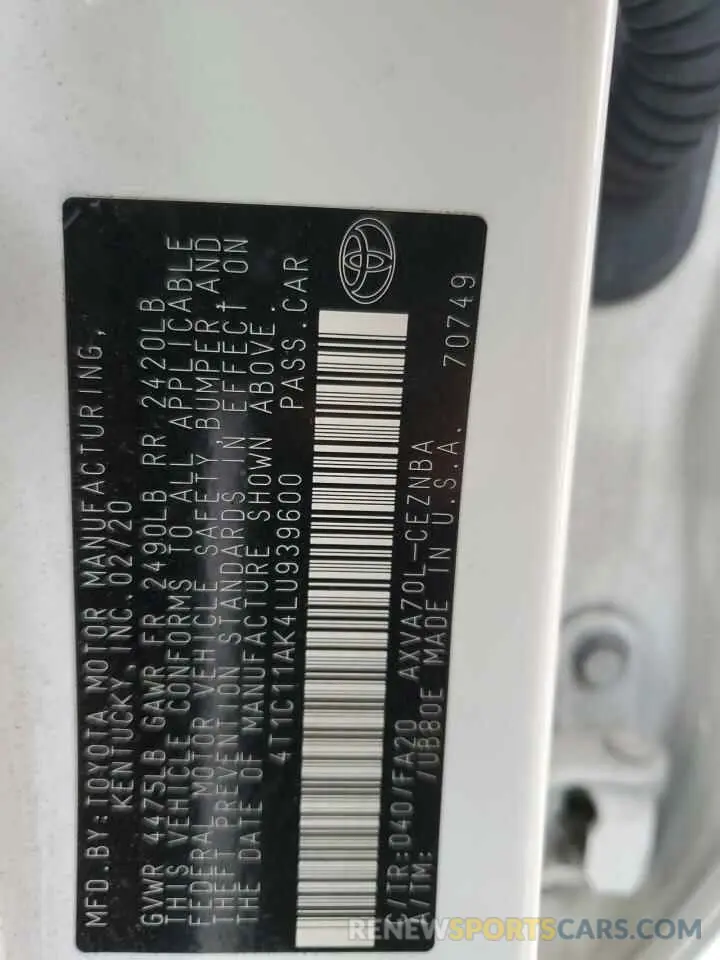 MFD.BY:TOYOTA MOTOR MANUFACTURING,
KENTUCKY,INC.02/20
GVWR 4475LB GAWR FR 2490LB RR 2420LB
THIS VEHICLE CONFORMS TO ALL APPLICABLE
FEDERAL MOTOR VEHICLE SAFETY,BUMPER,AND
THEFT PREVENTION STANDARDS IN EFFECT ON
THE DATE OF MANUFACTURE SHOWN ABOVE.
4T1C11AK4LU939600 PASS.CAR
C/TR:040/FA20 AXVA70L-CEZNBA
A/TM: /UB80E MADE IN U.S.A. 70749
RENEWSPORTSCARS.COM